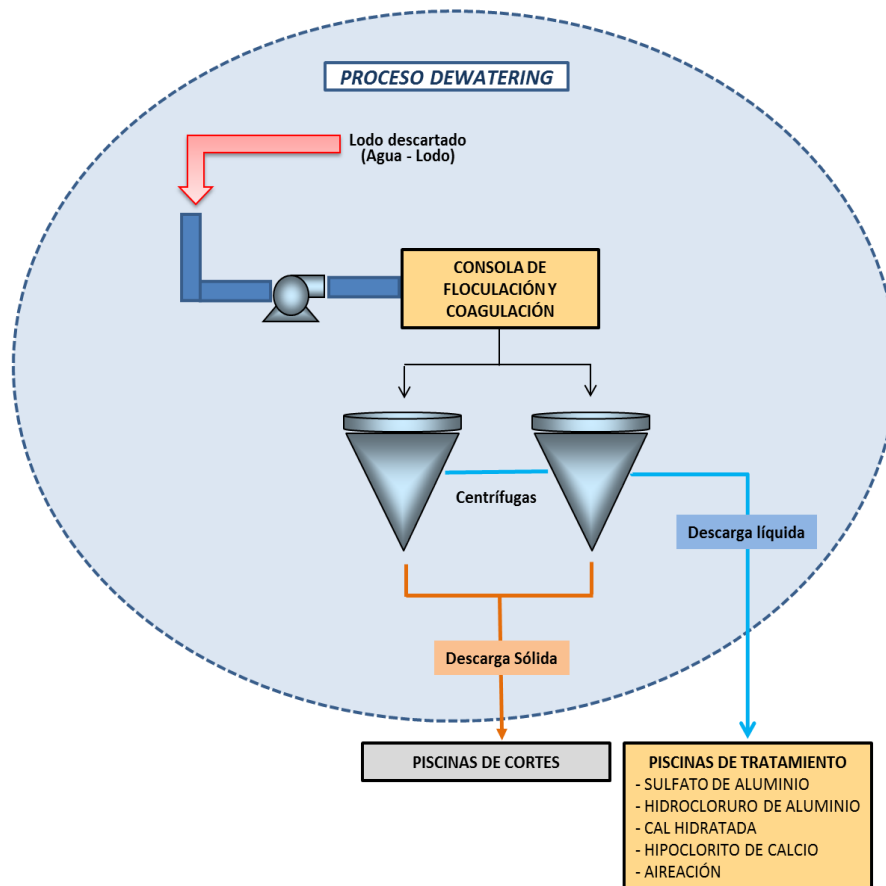 PROCESO DEWATERING
Lodo descartado
(Agua - Lodo)
CONSOLA DE
FLOCULACIÓN Y
COAGULACIÓN
Centrífugas
Descarga líquida
Descarga Sólida
PISCINAS DE CORTES
PISCINAS DE TRATAMIENTO
- SULFATO DE ALUMINIO
- HIDROCLORURO DE ALUMINIO
- CAL HIDRATADA
- HIPOCLORITO DE CALCIO
- AIREACIÓN